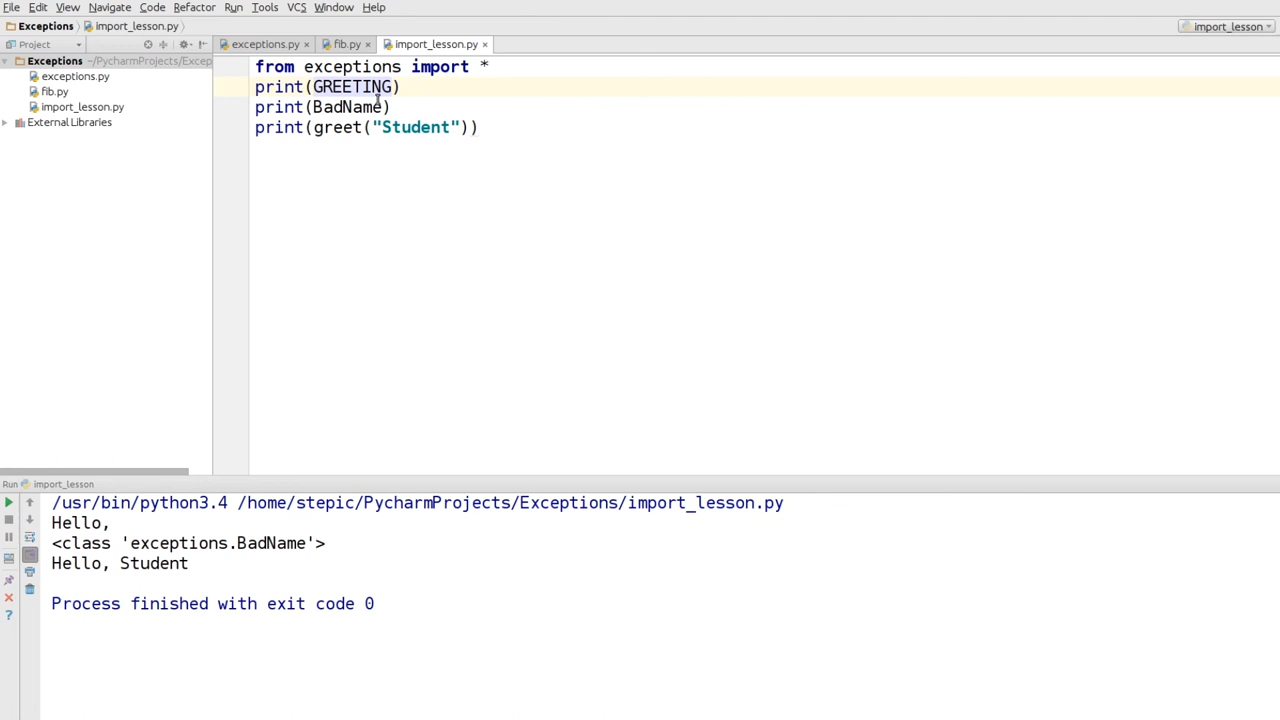 File Edit View Navigate Code Refactor Run Tools VCS Window Help
Exceptions import_lesson.py import_lesson
Project exceptions.py fib.py import_lesson.py
Exceptions ~/PycharmProjects/Excep
exceptions.py
fib.py
import_lesson.py
External Libraries
from exceptions import *
print(GREETING)
print(BadName)
print(greet("Student"))
Run import_lesson
/usr/bin/python3.4 /home/stepic/PycharmProjects/Exceptions/import_lesson.py
Hello,
<class 'exceptions.BadName'>
Hello, Student
Process finished with exit code 0